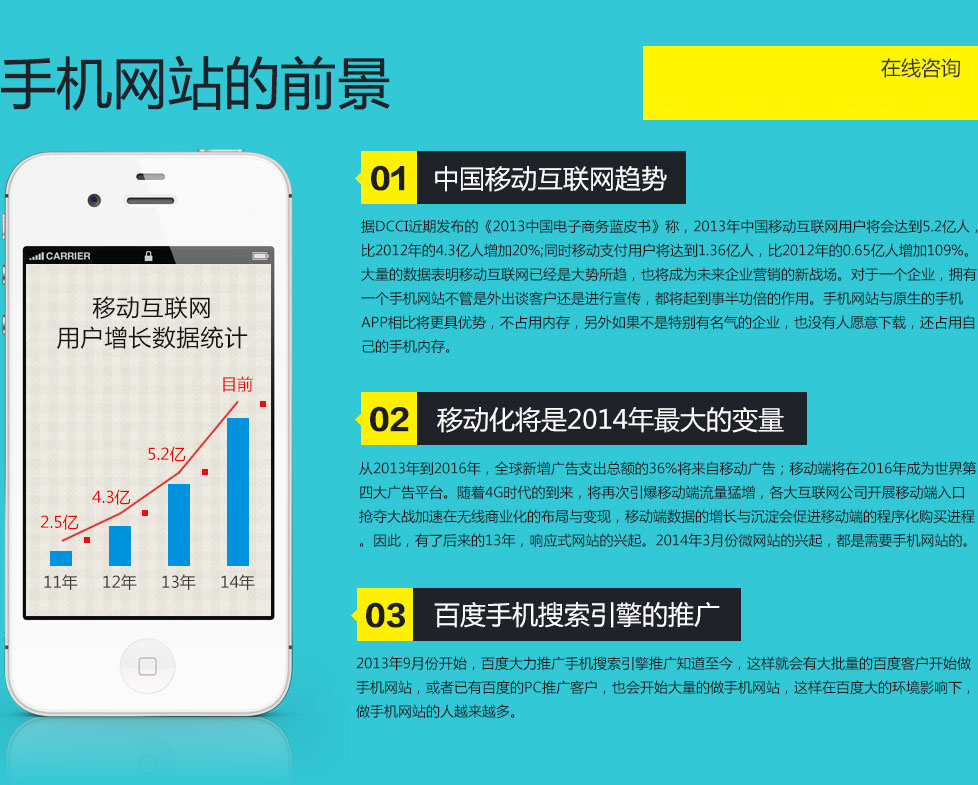 手机网站的前景
在线咨询
CARRIER
移动互联网
用户增长数据统计
目前
5.2亿
4.3亿
2.5亿
11年 12年 13年 14年
01 中国移动互联网趋势
据DCCI近期发布的《2013中国电子商务蓝皮书》称，2013年中国移动互联网用户将会达到5.2亿人，
比2012年的4.3亿人增加20%;同时移动支付用户将达到1.36亿人，比2012年的0.65亿人增加109%。
大量的数据表明移动互联网已经是大势所趋，也将成为未来企业营销的新战场。对于一个企业，拥有
一个手机网站不管是外出谈客户还是进行宣传，都将起到事半功倍的作用。手机网站与原生的手机
APP相比将更具优势，不占用内存，另外如果不是特别有名气的企业，也没有人愿意下载，还占用自
己的手机内存。
02 移动化将是2014年最大的变量
从2013年到2016年，全球新增广告支出总额的36%将来自移动广告；移动端将在2016年成为世界第
四大广告平台。随着4G时代的到来，将再次引爆移动端流量猛增，各大互联网公司开展移动端入口
抢夺大战加速在无线商业化的布局与变现，移动端数据的增长与沉淀会促进移动端的程序化购买进程
。因此，有了后来的13年，响应式网站的兴起。2014年3月份微网站的兴起，都是需要手机网站的。
03 百度手机搜索引擎的推广
2013年9月份开始，百度大力推广手机搜索引擎推广知道至今，这样就会有大批量的百度客户开始做
手机网站，或者已有百度的PC推广客户，也会开始大量的做手机网站，这样在百度大的环境影响下，
做手机网站的人越来越多。